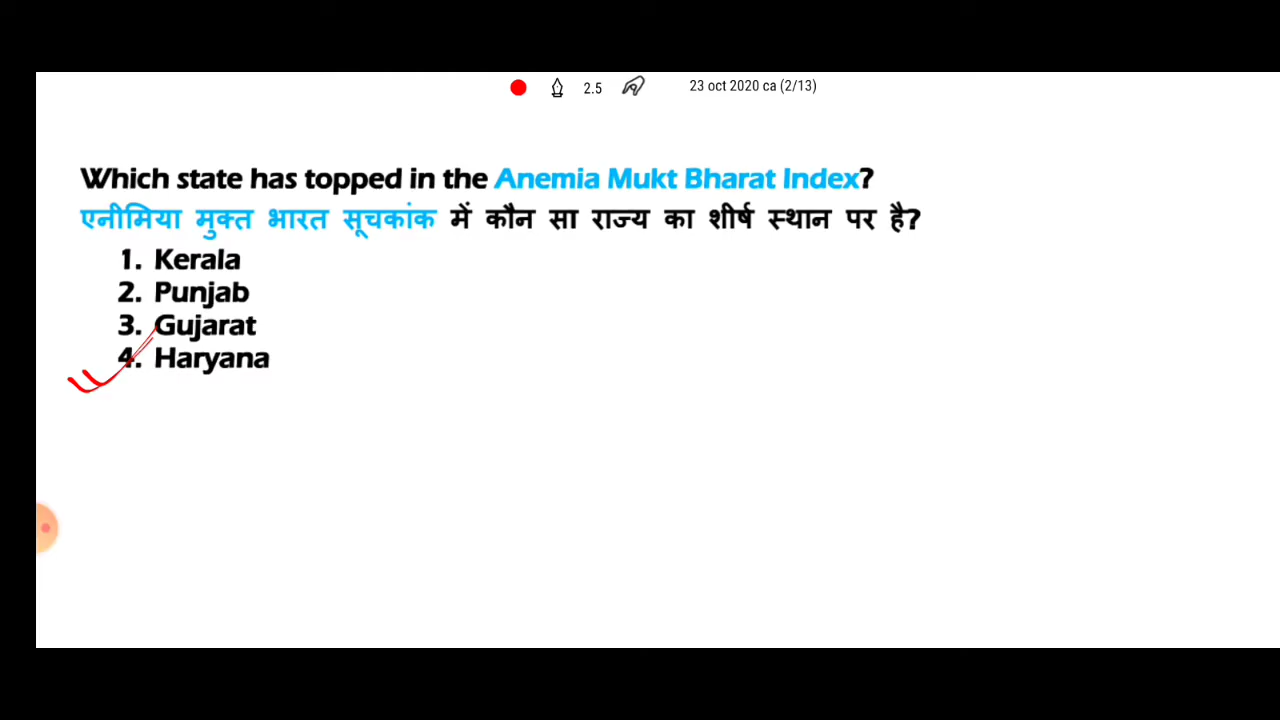 2.5 23 oct 2020 ca (2/13)
Which state has topped in the Anemia Mukt Bharat Index?
एनीमिया मुक्त भारत सूचकांक में कौन सा राज्य का शीर्ष स्थान पर है?
1. Kerala
2. Punjab
3. Gujarat
4. Haryana